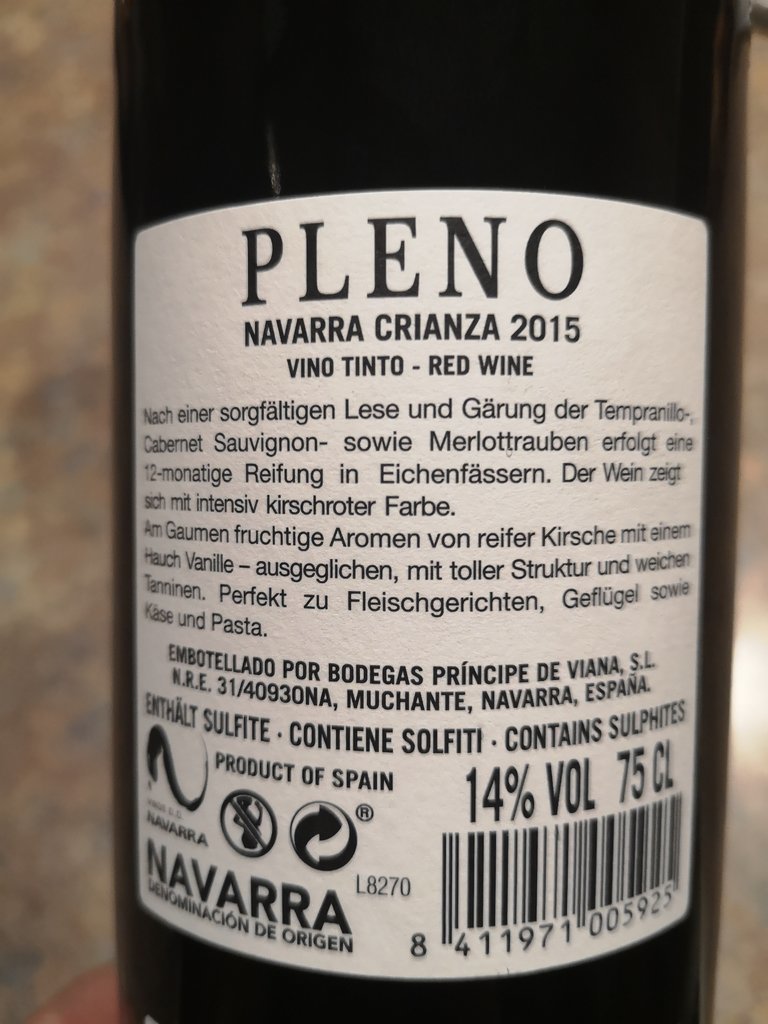 PLENO
NAVARRA CRIANZA 2015
VINO TINTO - RED WINE
Nach einer sorgfältigen Lese und Gärung der Tempranillo-,
Cabernet Sauvignon- sowie Merlottrauben erfolgt eine
12-monatige Reifung in Eichenfässern. Der Wein zeigt
sich mit intensiv kirschroter Farbe.
Am Gaumen fruchtige Aromen von reifer Kirsche mit einem
Hauch Vanille – ausgeglichen, mit toller Struktur und weichen
Tanninen. Perfekt zu Fleischgerichten, Geflügel sowie
Käse und Pasta.
EMBOTELLADO POR BODEGAS PRÍNCIPE DE VIANA, S.L.
N.R.E. 31/40930NA, MUCHANTE, NAVARRA, ESPAÑA.
ENTHÄLT SULFITE · CONTIENE SOLFITI · CONTAINS SULPHITES
PRODUCT OF SPAIN
14% VOL 75 CL
VINOS D.O.
NAVARRA
®
L8270
NAVARRA
DENOMINACIÓN DE ORIGEN
8 411971 005925